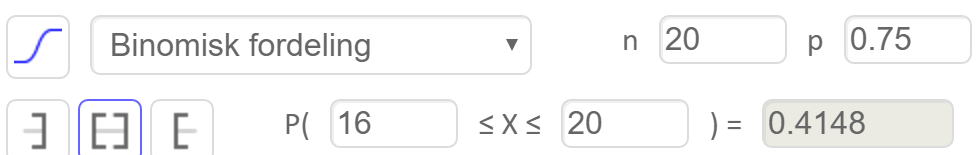 Binomisk fordeling n 20 p 0.75
P( 16 ≤ X ≤ 20 ) = 0.4148